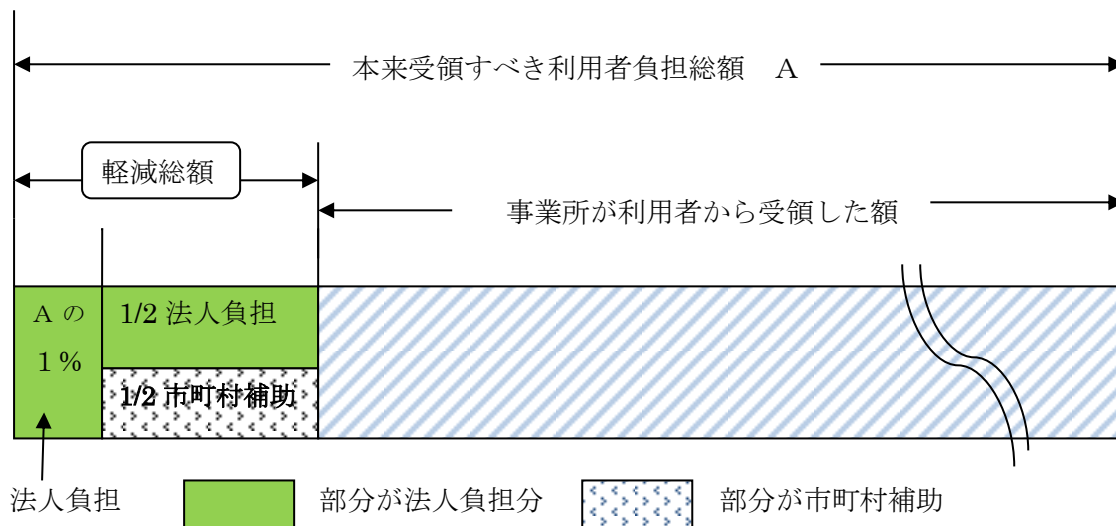 本来受領すべき利用者負担総額　A
軽減総額
事業所が利用者から受領した額
A の
1 %
1/2 法人負担
1/2 市町村補助
法人負担
部分が法人負担分
部分が市町村補助